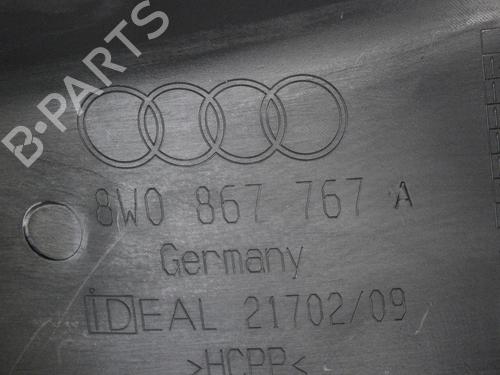 B-PARTS
8W0 867 767 A
Germany
iDEAL 21702/09
>HCPP<